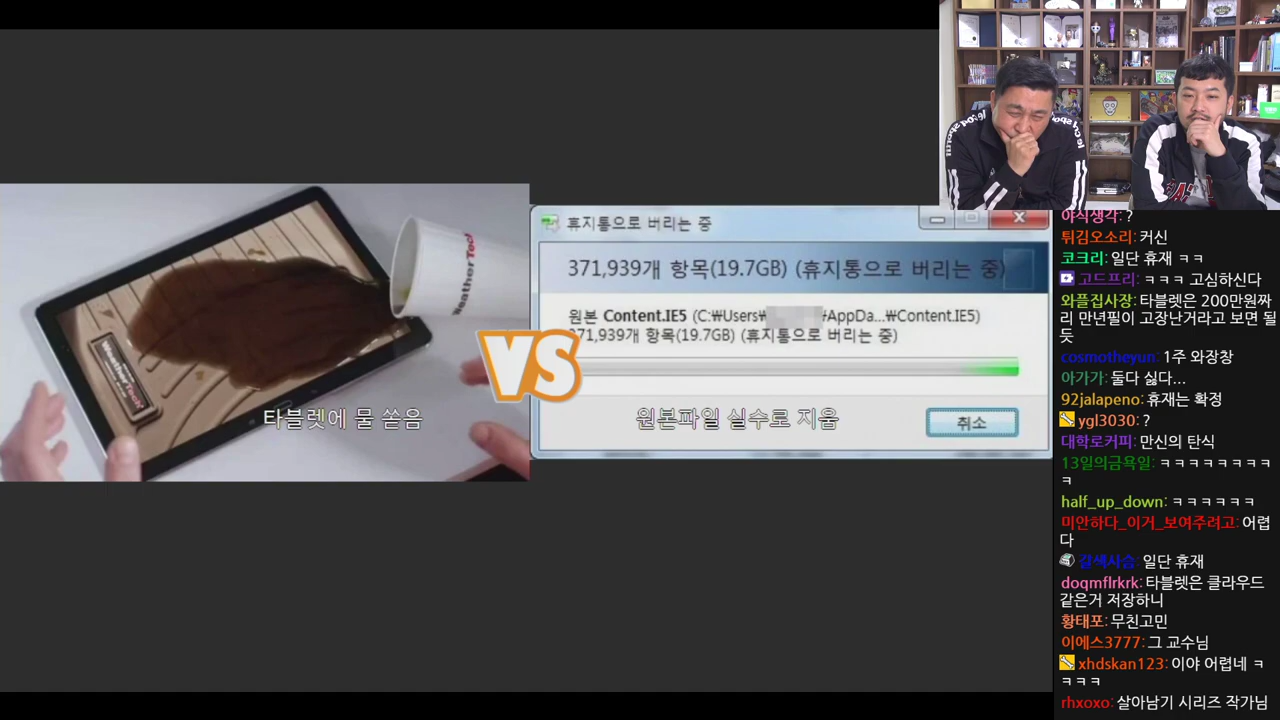 휴지통으로 버리는 중
371,939개 항목(19.7GB) (휴지통으로 버리는 중)
원본 Content.IE5 (C:₩Users₩ ₩AppDa...₩Content.IE5)
371,939개 항목(19.7GB) (휴지통으로 버리는 중)
취소
WeatherTech
WeatherTech
VS
타블렛에 물 쏟음
원본파일 실수로 지움
야식생각: ?
튀김오소리: 커신
코크리: 일단 휴재 ㅋㅋ
고드프리: ㅋㅋㅋ 고심하신다
와플집사장: 타블렛은 200만원짜
리 만년필이 고장난거라고 보면 될
듯
cosmotheyun: 1주 와장창
아가가: 둘다 싫다...
92jalapeno: 휴재는 확정
ygl3030: ?
대학로커피: 만신의 탄식
13일의금욕일: ㅋㅋㅋㅋㅋㅋㅋㅋ
ㅋ
half_up_down: ㅋㅋㅋㅋㅋㅋ
미안하다_이거_보여주려고: 어렵
다
갈색사슴: 일단 휴재
doqmflrkrk: 타블렛은 클라우드
같은거 저장하니
황태포: 무친고민
이에스3777: 그 교수님
xhdskan123: 이야 어렵네 ㅋ
ㅋㅋㅋ
rhxoxo: 살아남기 시리즈 작가님